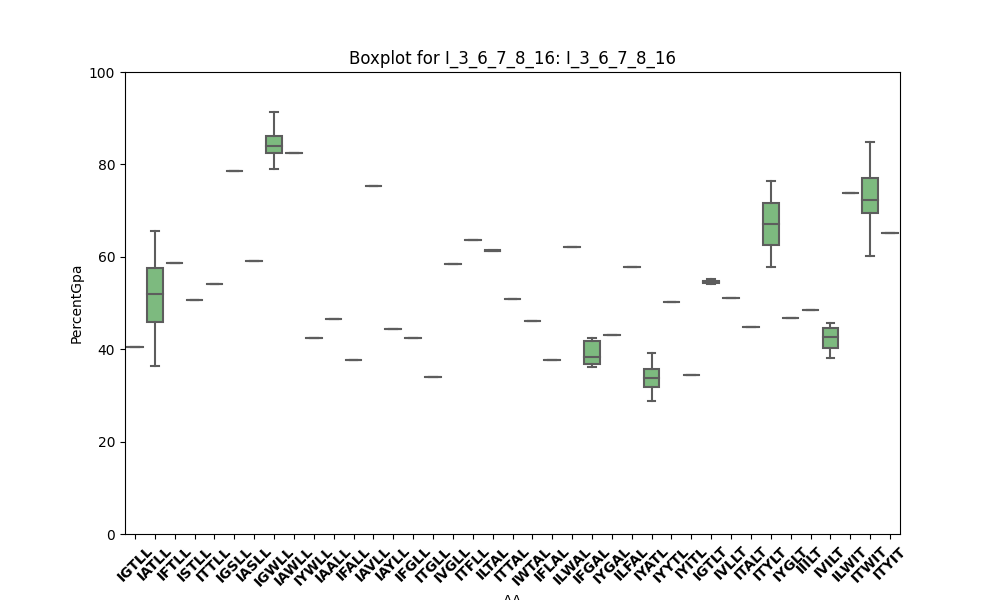 Boxplot for I_3_6_7_8_16: I_3_6_7_8_16
PercentGpa
100
80
60
40
20
0
IGTLL
IATLL
IFTLL
ISTLL
ITTLL
IGSLL
IASLL
IGWLL
IAWLL
IYWLL
IAALL
IFALL
IAVLL
IAYLL
IFGLL
ITGLL
IVGLL
ITFLL
ILTAL
ITTAL
IWTAL
IFLAL
ILWAL
IFGAL
IYGAL
ILFAL
IYATL
IYYTL
IYITL
IGTLT
IVLLT
ITALT
ITYLT
IYGLT
IIILT
IVILT
ILWIT
ITWIT
ITYIT